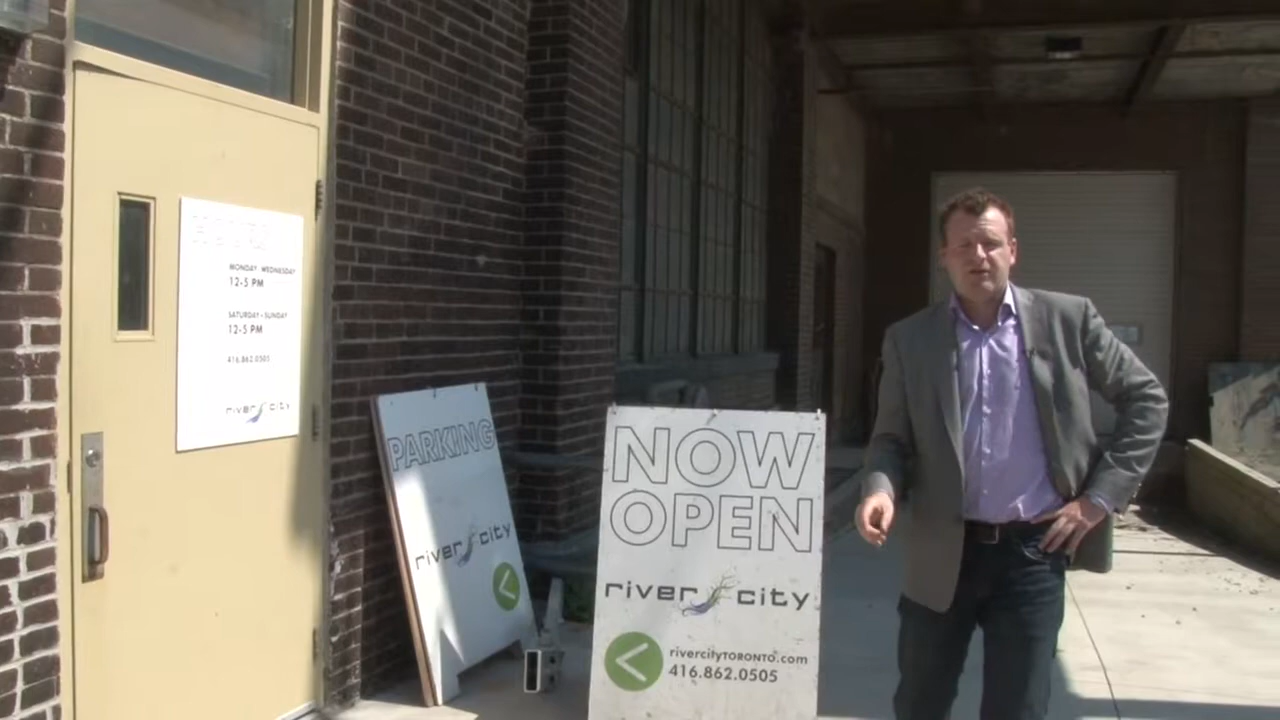 MONDAY - WEDNESDAY
12-5 PM
SATURDAY - SUNDAY
12-5 PM
416.862.0505
river city
PARKING
river city
NOW
OPEN
river city
rivercityTORONTO.com
416.862.0505